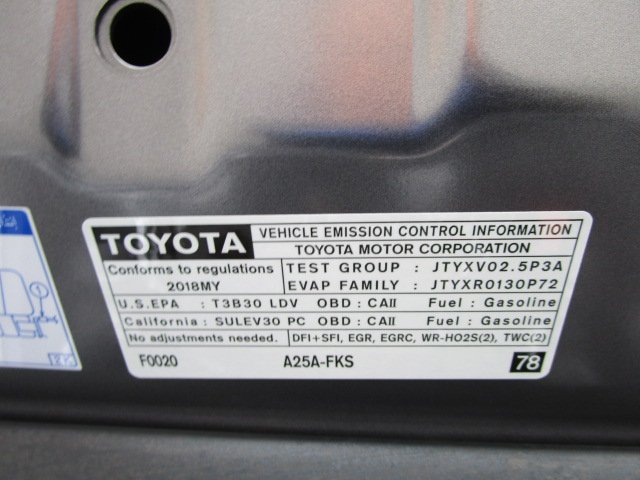 TOYOTA
VEHICLE EMISSION CONTROL INFORMATION
TOYOTA MOTOR CORPORATION
Conforms to regulations
2018MY
TEST GROUP : JTYXV02.5P3A
EVAP FAMILY : JTYXR0130P72
U.S.EPA : T3B30 LDV OBD : CAII Fuel : Gasoline
California : SULEV30 PC OBD : CAII Fuel : Gasoline
No adjustments needed. DFI+SFI, EGR, EGRC, WR-HO2S(2), TWC(2)
F0020 A25A-FKS 78